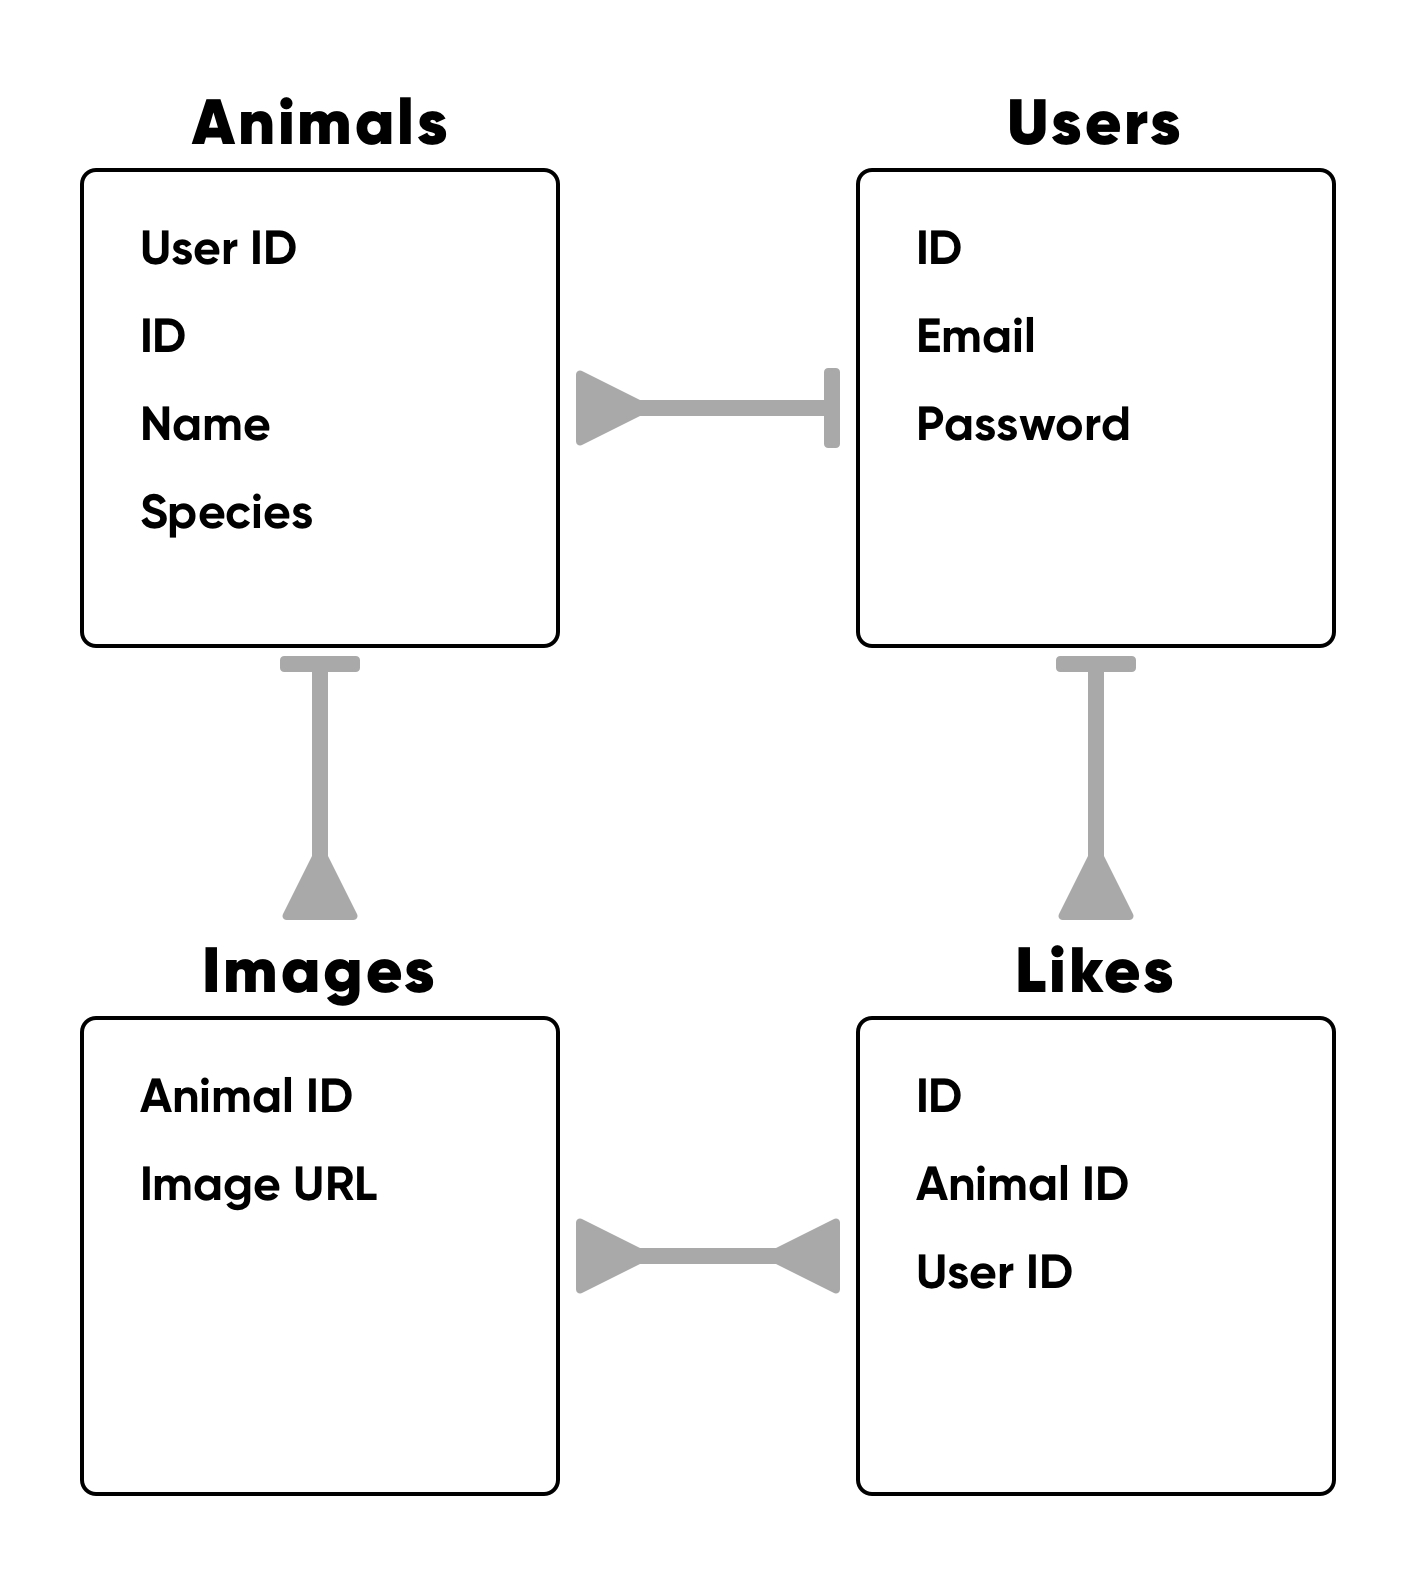 Animals
User ID
ID
Name
Species
Users
ID
Email
Password
Images
Animal ID
Image URL
Likes
ID
Animal ID
User ID